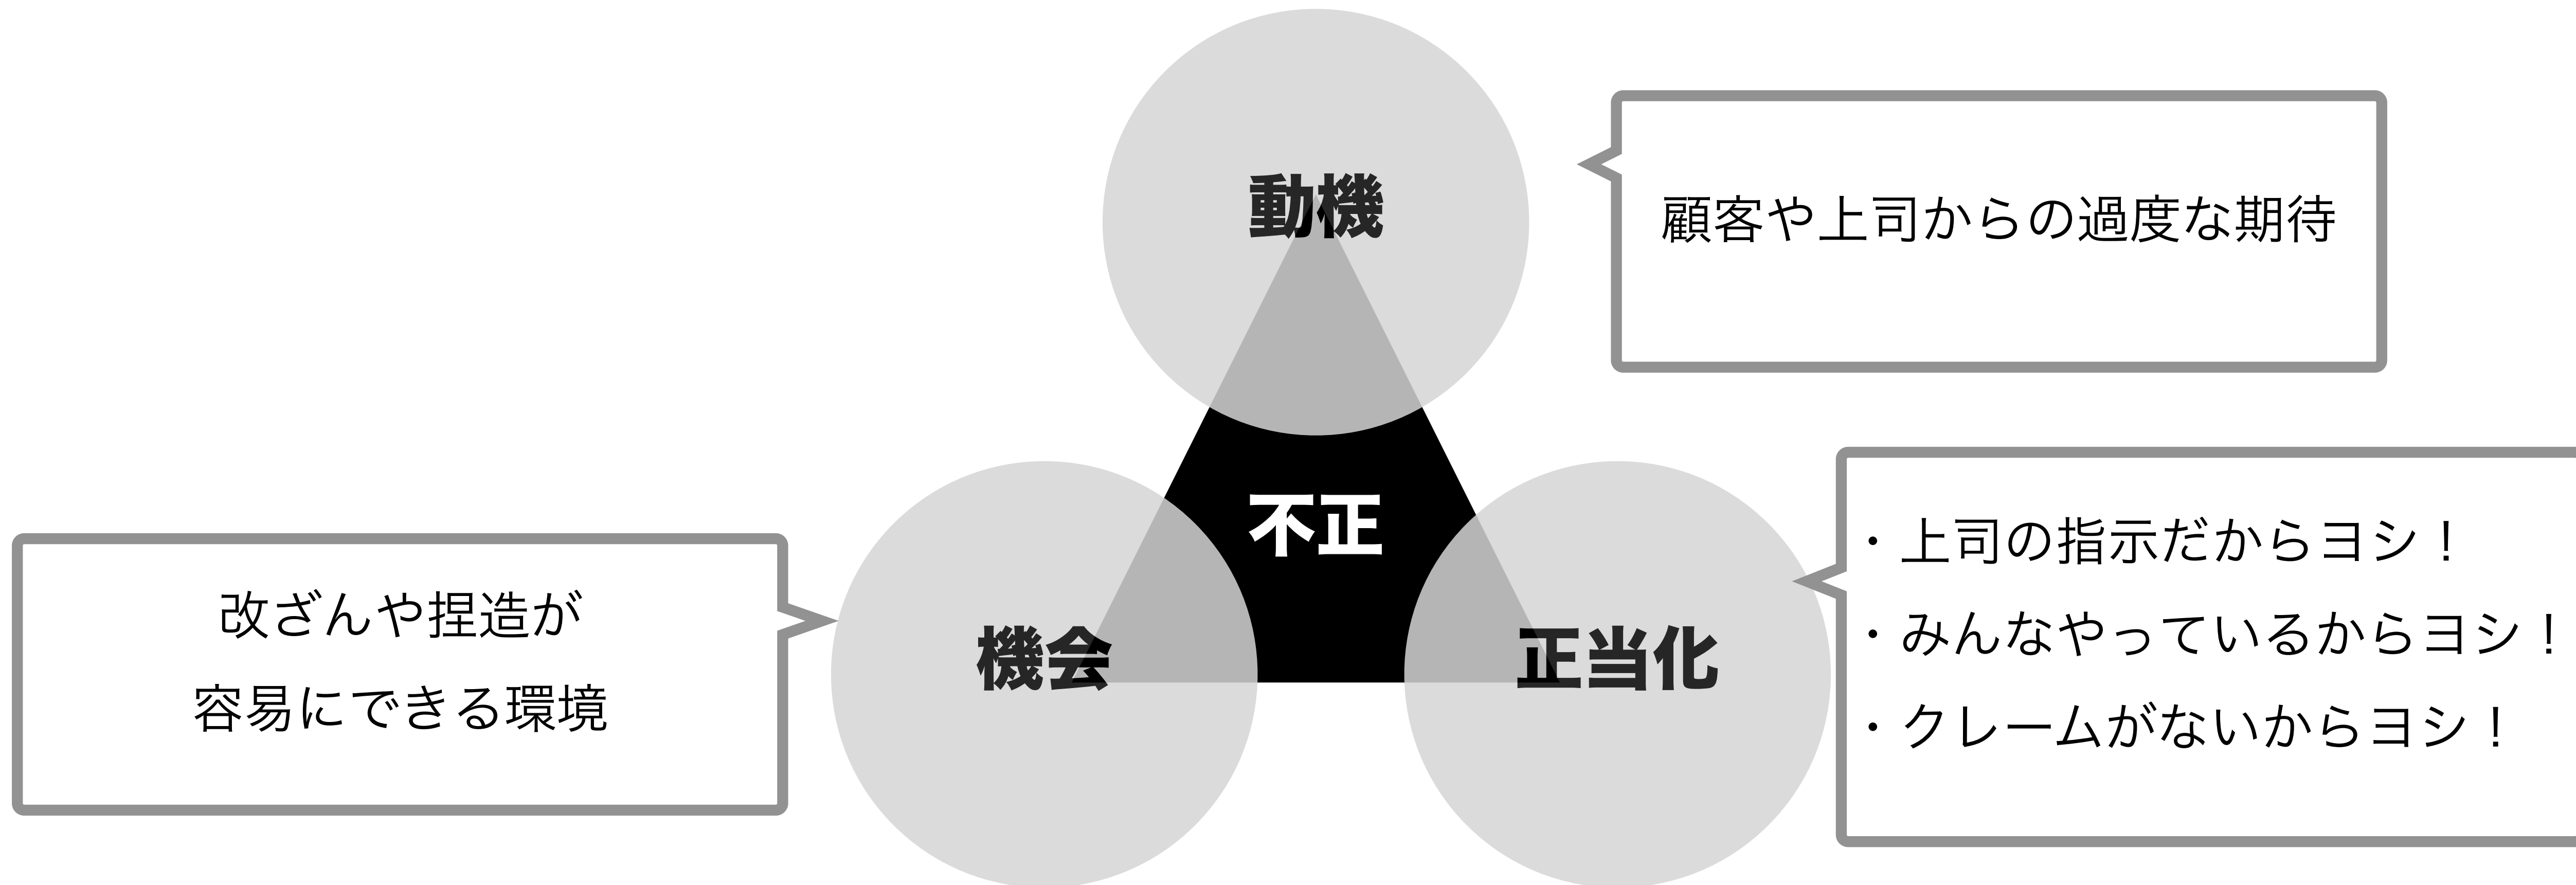 動機
顧客や上司からの過度な期待
不正
機会
改ざんや捏造が
容易にできる環境
正当化
・上司の指示だからヨシ！
・みんなやっているからヨシ！
・クレームがないからヨシ！